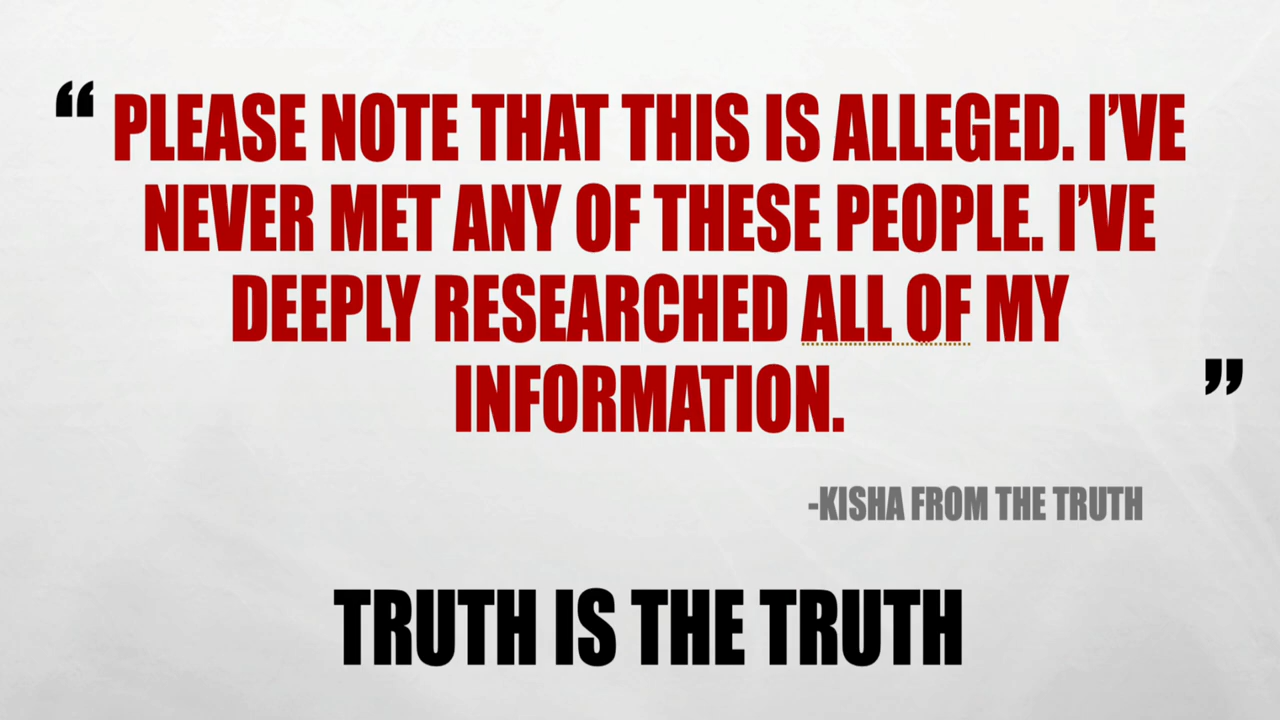 “ PLEASE NOTE THAT THIS IS ALLEGED. I’VE
NEVER MET ANY OF THESE PEOPLE. I’VE
DEEPLY RESEARCHED ALL OF MY
INFORMATION. ”
-KISHA FROM THE TRUTH
TRUTH IS THE TRUTH